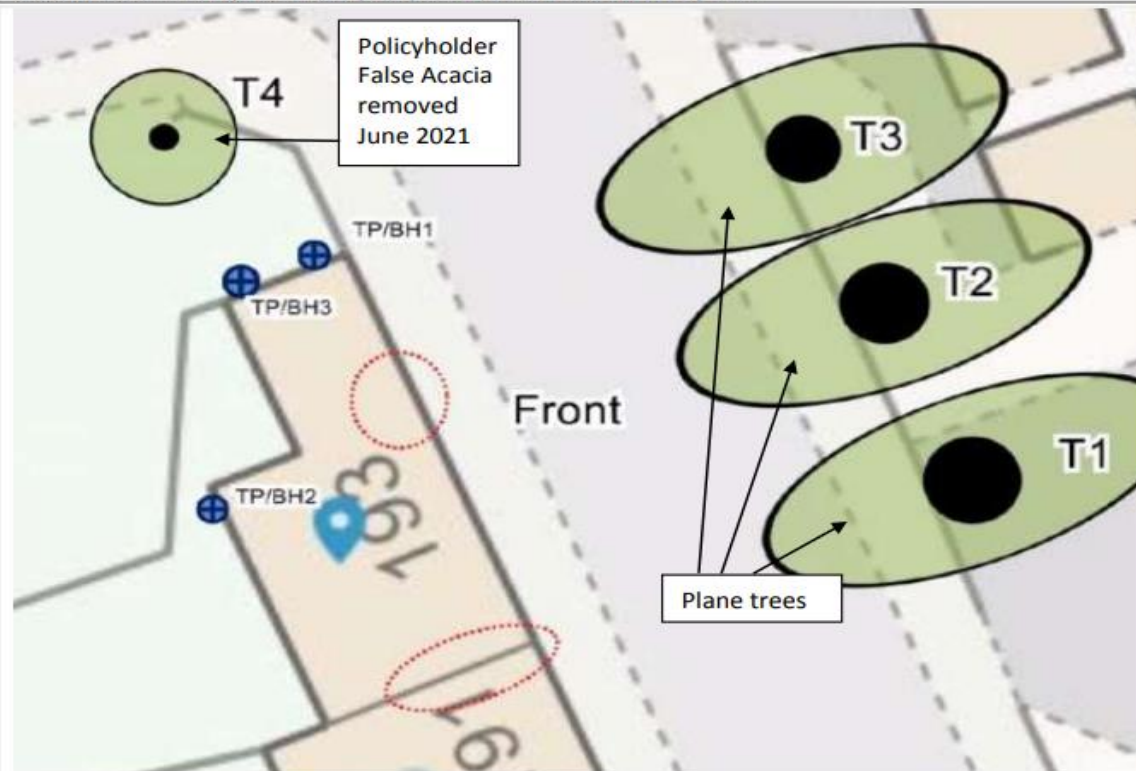 Policyholder
False Acacia
removed
June 2021
T4
T3
TP/BH1
T2
TP/BH3
Front
T1
TP/BH2
193
Plane trees